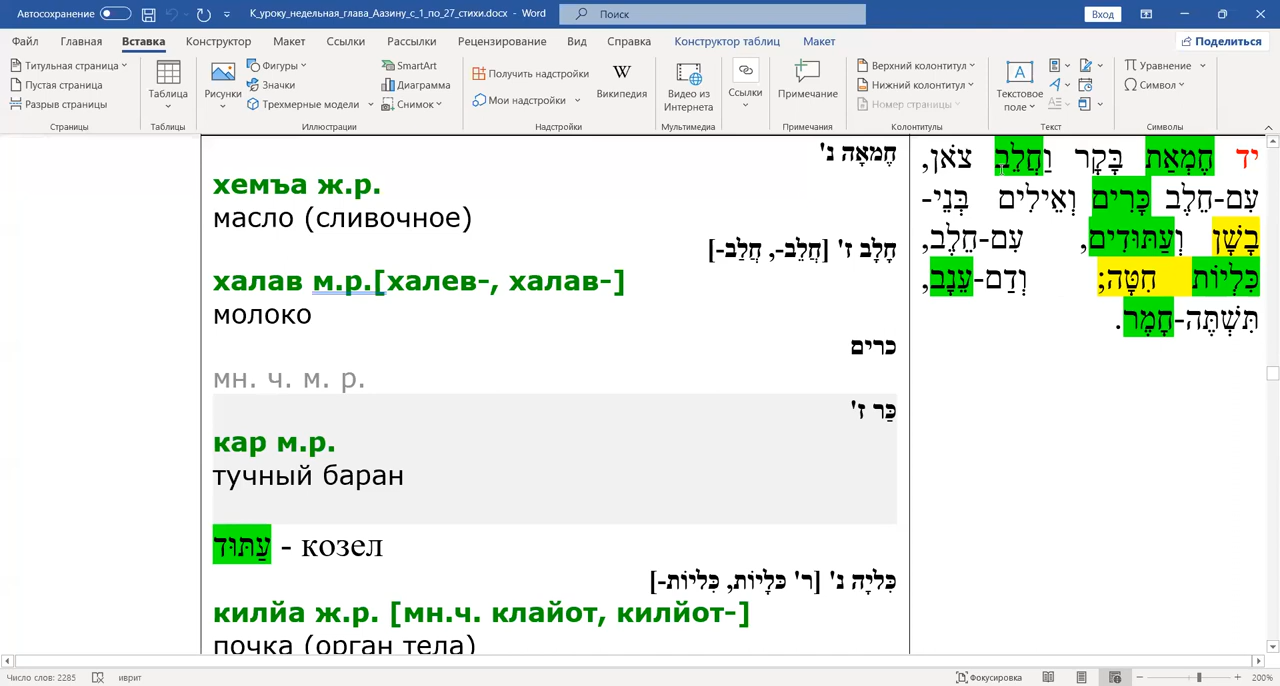 Автосохранение
К_уроку_недельная_глава_Аазину_с_1_по_27_стихи.docx - Word
Поиск
Вход
Файл Главная Вставка Конструктор Макет Ссылки Рассылки Рецензирование Вид Справка Конструктор таблиц Макет Поделиться
Титульная страница
Пустая страница
Разрыв страницы
Страницы
Таблица
Таблицы
Рисунки
Фигуры
Значки
Трехмерные модели
SmartArt
Диаграмма
Снимок
Иллюстрации
Получить надстройки
Мои надстройки
Википедия
Надстройки
Видео из Интернета
Мультимедиа
Ссылки
Примечание
Примечания
Верхний колонтитул
Нижний колонтитул
Номер страницы
Колонтитулы
Текстовое поле
Текст
Уравнение
Символ
Символы
חֶמאָה נ'
хемъа ж.р.
масло (сливочное)
חָלָב ז' [חֲלֵב-, חֲלַב-]
халав м.р.[халев-, халав-]
молоко
כרים
мн. ч. м. р.
כַּר ז'
кар м.р.
тучный баран
עַתּוּד - козел
כִּליָה נ' [ר' כּלָיוֹת, כִּליוֹת-]
килйа ж.р. [мн.ч. клайот, килйот-]
почка (орган тела)
יד חֶמְאַת בָּקָר וַחֲלֵב צֹאן,
עִם-חֵלֶב כָּרִים וְאֵילִים בְּנֵי-
בָשָׁן וְעַתּוּדִים, עִם-חֵלֶב,
כִּלְיוֹת חִטָּה; וְדַם-עֵנָב,
תִּשְׁתֶּה-חָמֶר.
Число слов: 2285
иврит
Фокусировка
200%